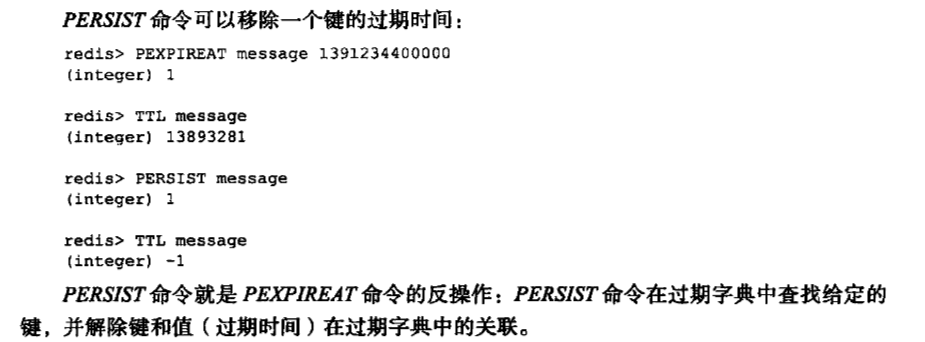 PERSIST 命令可以移除一个键的过期时间：
redis> PEXPIREAT message 1391234400000
(integer) 1
redis> TTL message
(integer) 13893281
redis> PERSIST message
(integer) 1
redis> TTL message
(integer) -1
PERSIST 命令就是 PEXPIREAT 命令的反操作：PERSIST 命令在过期字典中查找给定的
键，并解除键和值（过期时间）在过期字典中的关联。